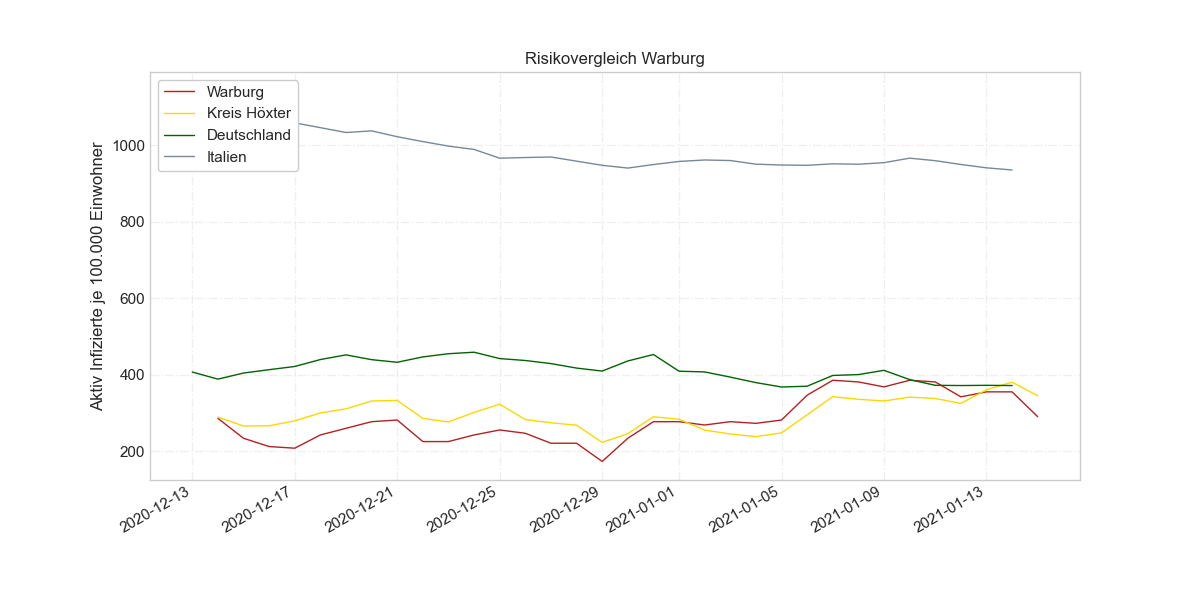 Risikovergleich Warburg
Warburg
Kreis Höxter
Deutschland
Italien
Aktiv Infizierte je 100.000 Einwohner
1000
800
600
400
200
2020-12-13
2020-12-17
2020-12-21
2020-12-25
2020-12-29
2021-01-01
2021-01-05
2021-01-09
2021-01-13